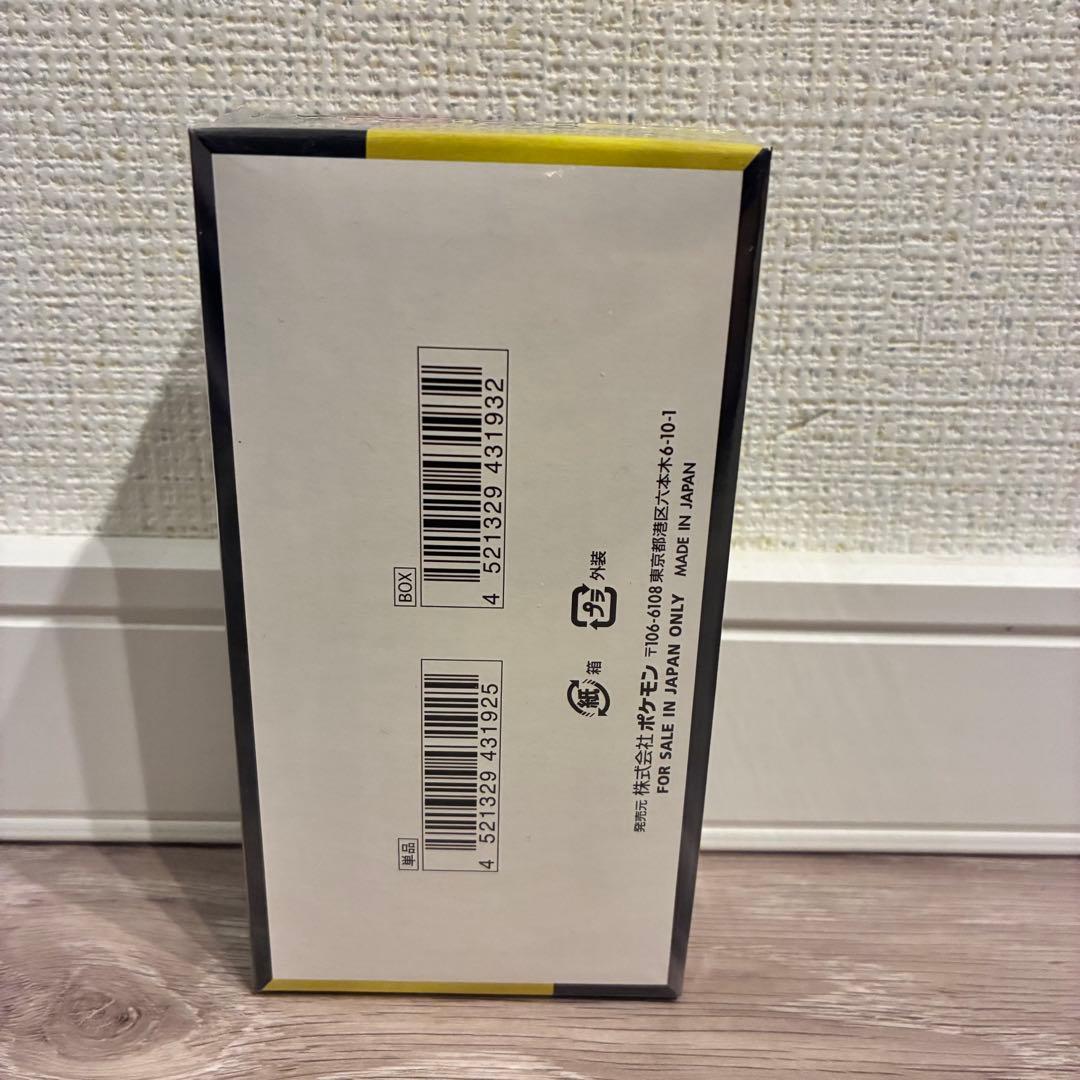 単品
4 521329 431925
BOX
4 521329 431932
紙 箱
プラ 外装
発売元 株式会社 ポケモン 〒106-6108 東京都港区六本木6-10-1
FOR SALE IN JAPAN ONLY MADE IN JAPAN